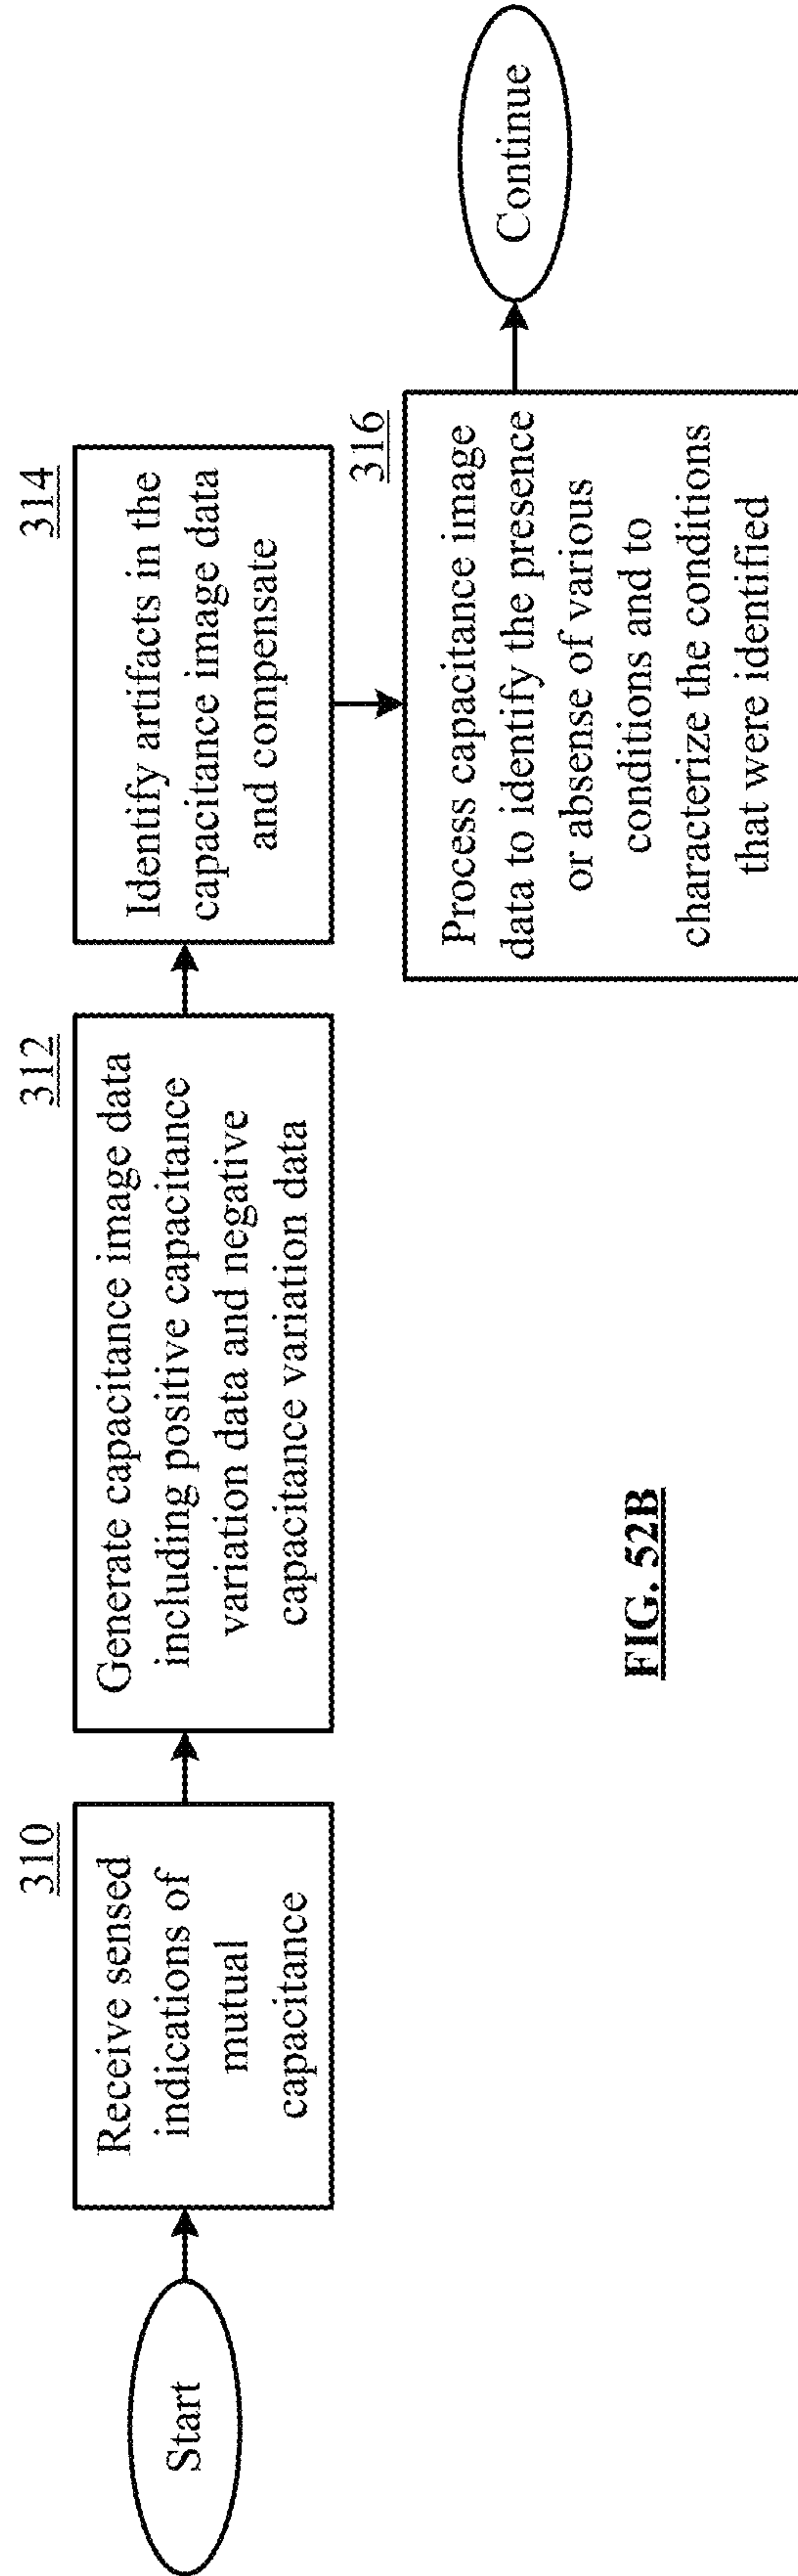 Start
310
Receive sensed
indications of
mutual
capacitance
312
Generate capacitance image data
including positive capacitance
variation data and negative
capacitance variation data
314
Identify artifacts in the
capacitance image data
and compensate
316
Process capacitance image
data to identify the presence
or absense of various
conditions and to
characterize the conditions
that were identified
Continue
FIG. 52B